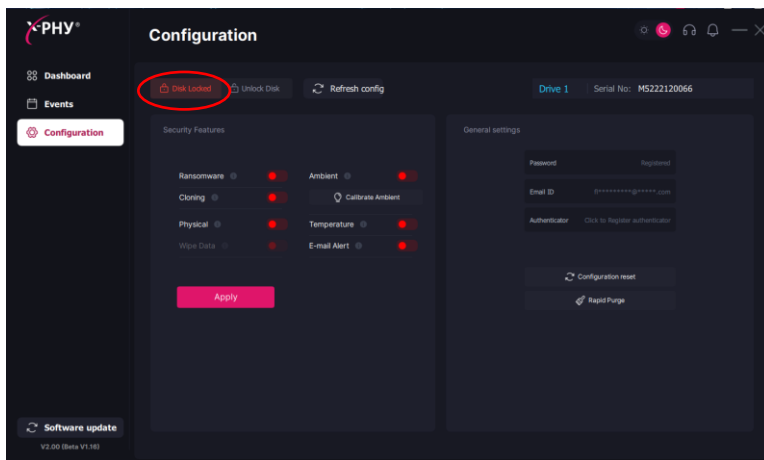 X-PHY®
Configuration
Dashboard
Events
Configuration
Disk Locked
Unlock Disk
Refresh config
Drive 1
Serial No: M5222120066
Security Features
Ransomware
Ambient
Cloning
Calibrate Ambient
Physical
Temperature
Wipe Data
E-mail Alert
Apply
General settings
Password Registered
Email ID
Authenticator Click to Register authenticator
Configuration reset
Rapid Purge
Software update
V2.00 (Beta V1.16)